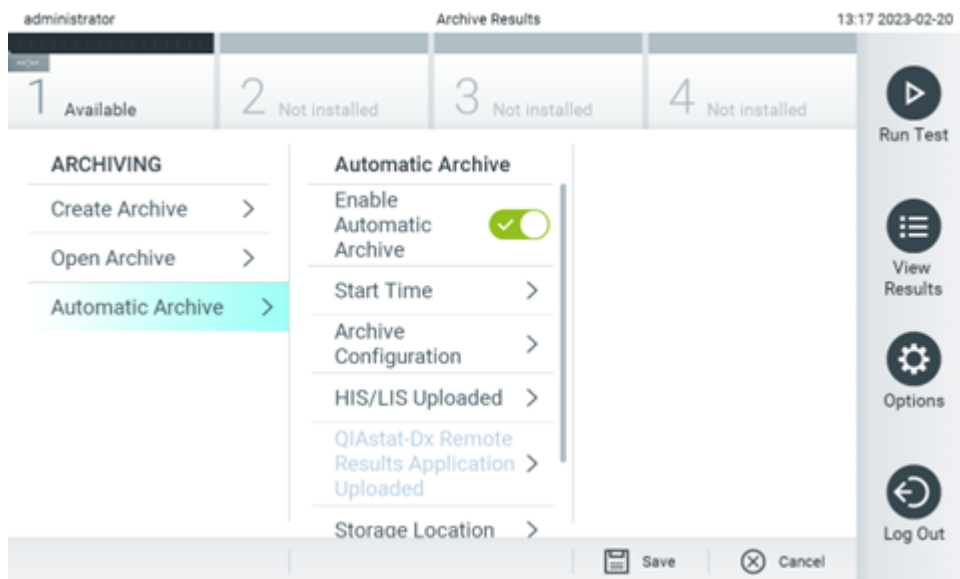 administrator
Archive Results
13:17 2023-02-20
1 Available
2 Not installed
3 Not installed
4 Not installed
Run Test
View
Results
Options
Log Out
ARCHIVING
Create Archive
Open Archive
Automatic Archive
Automatic Archive
Enable
Automatic
Archive
Start Time
Archive
Configuration
HIS/LIS Uploaded
QIAstat-Dx Remote
Results Application
Uploaded
Storage Location
Save
Cancel